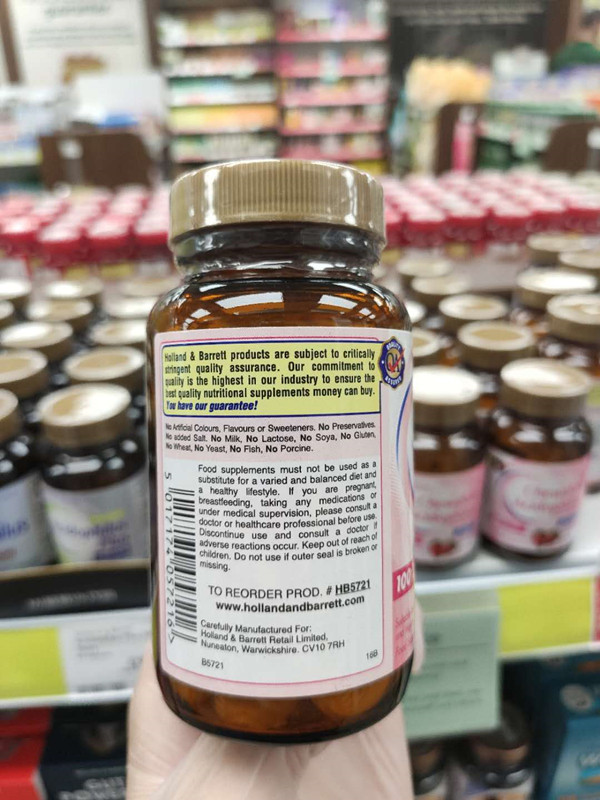 Holland & Barrett products are subject to critically
stringent quality assurance. Our commitment to
quality is the highest in our industry to ensure the
best quality nutritional supplements money can buy.
You have our guarantee!
No Artificial Colours, Flavours or Sweeteners. No Preservatives.
No added Salt. No Milk, No Lactose, No Soya, No Gluten,
No Wheat, No Yeast, No Fish, No Porcine.
Food supplements must not be used as a
substitute for a varied and balanced diet and
a healthy lifestyle. If you are pregnant,
breastfeeding, taking any medications or
under medical supervision, please consult a
doctor or healthcare professional before use.
Discontinue use and consult a doctor if
adverse reactions occur. Keep out of reach of
children. Do not use if outer seal is broken or
missing.
TO REORDER PROD. # HB5721
www.hollandandbarrett.com
Carefully Manufactured For:
Holland & Barrett Retail Limited,
Nuneaton, Warwickshire. CV10 7RH
B5721
16B
5 017174 057216
100